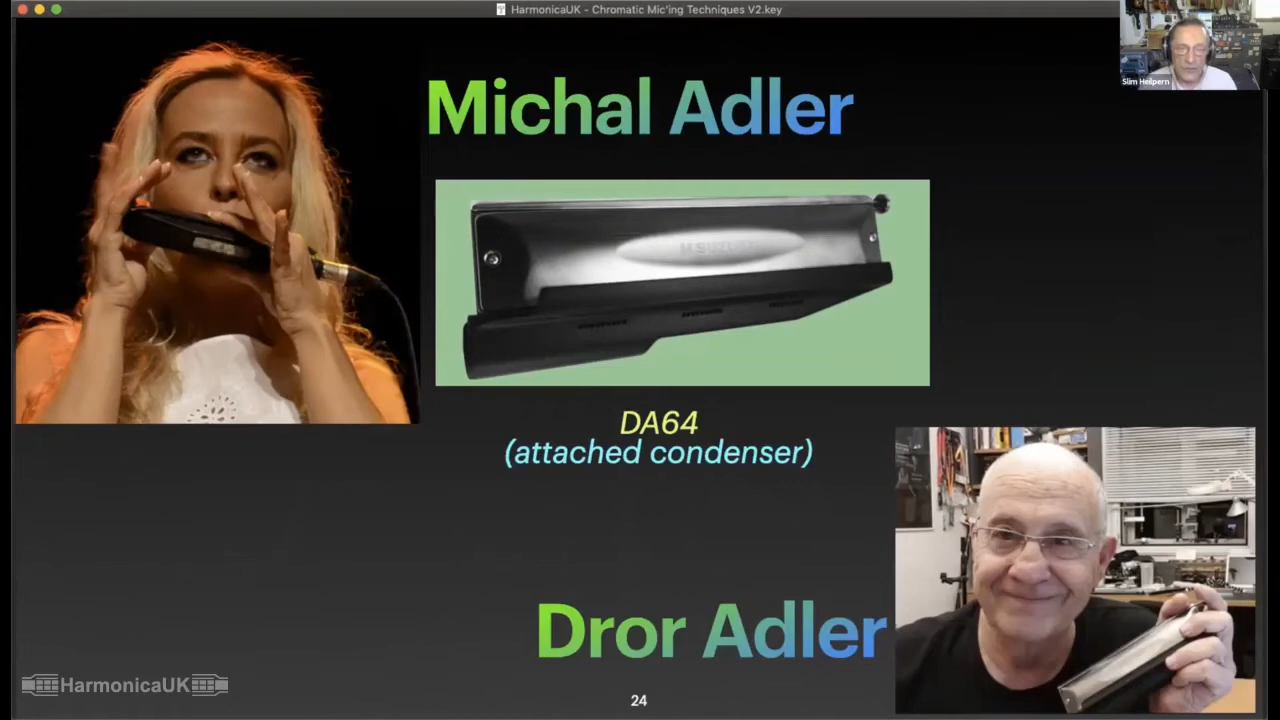 HarmonicaUK - Chromatic Mic'ing Techniques V2.key
Slim Heilpern
Michal Adler
DA64
(attached condenser)
Dror Adler
HarmonicaUK
24